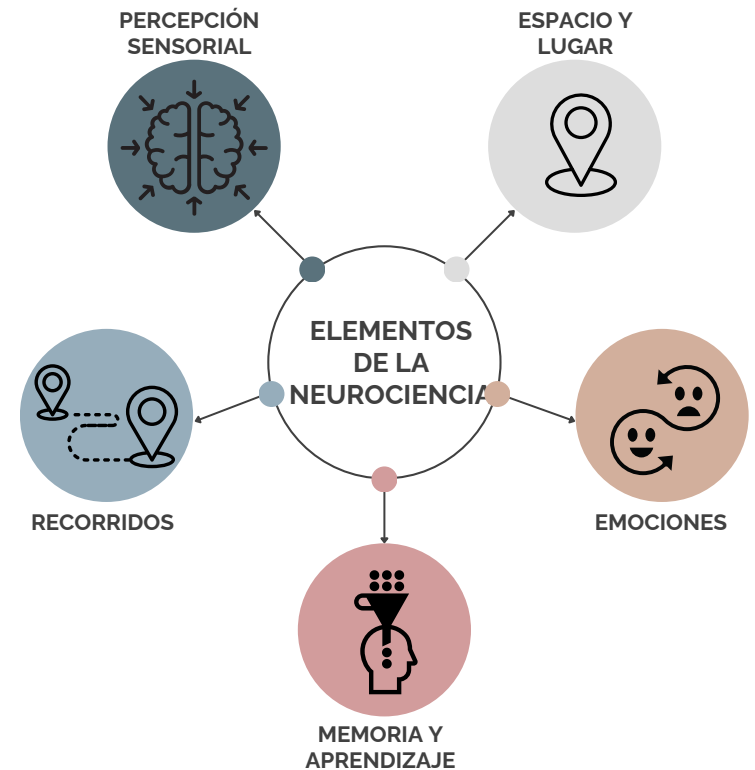 PERCEPCIÓN
SENSORIAL
ESPACIO Y
LUGAR
ELEMENTOS
DE LA
NEUROCIENCIA
RECORRIDOS
EMOCIONES
MEMORIA Y
APRENDIZAJE